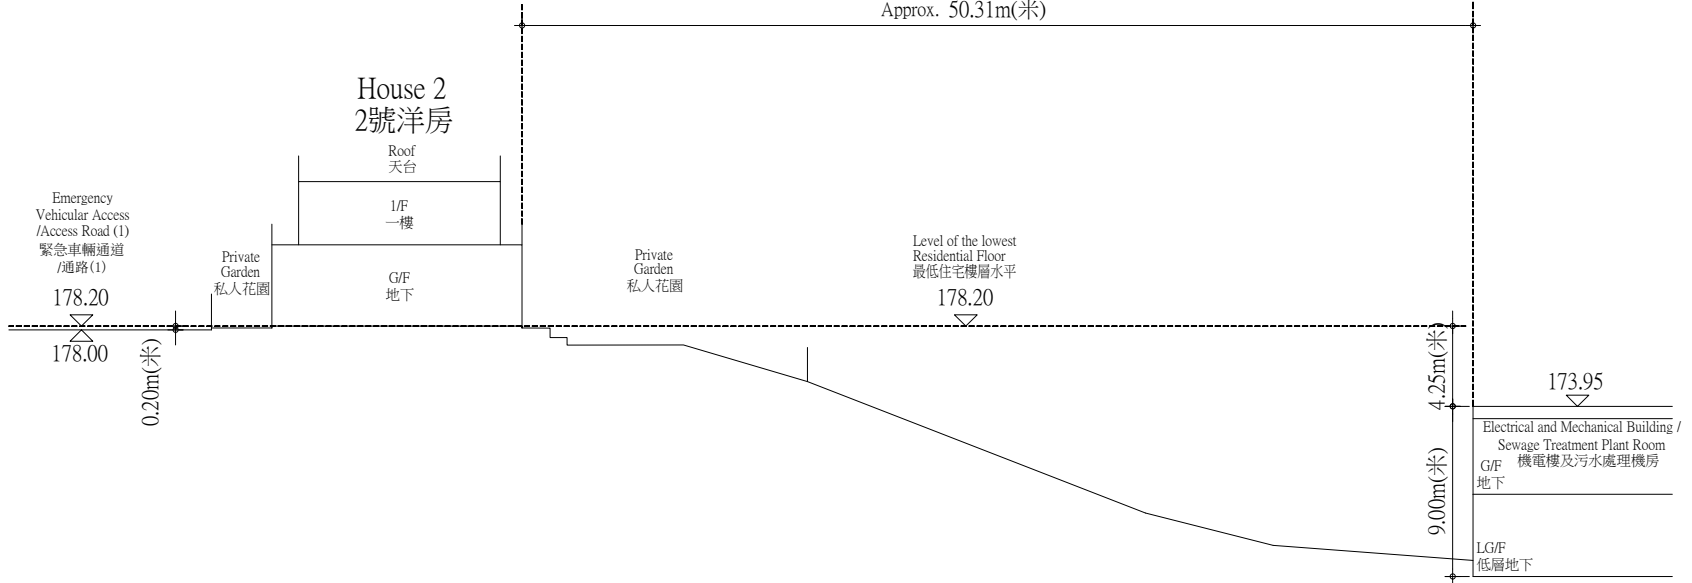 Approx. 50.31m(米)
House 2
2號洋房
Roof
天台
1/F
一樓
G/F
地下
Emergency
Vehicular Access
/Access Road (1)
緊急車輛通道
/通路(1)
178.20
178.00
0.20m(米)
Private
Garden
私人花園
Private
Garden
私人花園
Level of the lowest
Residential Floor
最低住宅樓層水平
178.20
4.25m(米)
9.00m(米)
173.95
Electrical and Mechanical Building /
Sewage Treatment Plant Room
機電樓及污水處理機房
G/F
地下
LG/F
低層地下